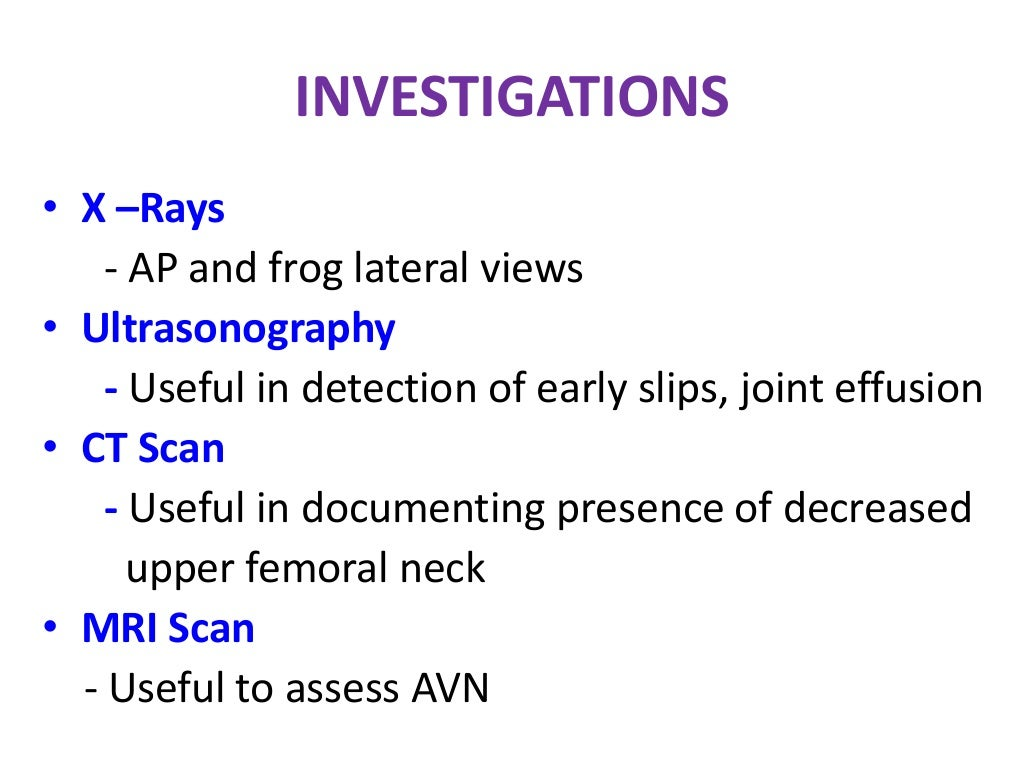 INVESTIGATIONS
• X –Rays
- AP and frog lateral views
• Ultrasonography
- Useful in detection of early slips, joint effusion
• CT Scan
- Useful in documenting presence of decreased
upper femoral neck
• MRI Scan
- Useful to assess AVN